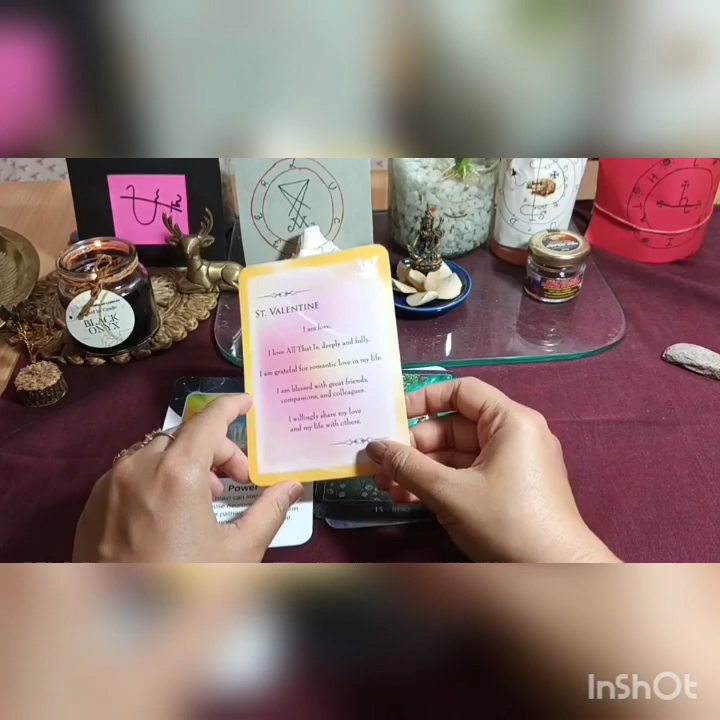 BLACK
ONYX
ST. VALENTINE
I am love.
I love All That Is, deeply and fully.
I am grateful for romantic love in my life.
I am blessed with great friends,
companions, and colleagues.
I willingly share my love
and my life with others.
Power
InShOt